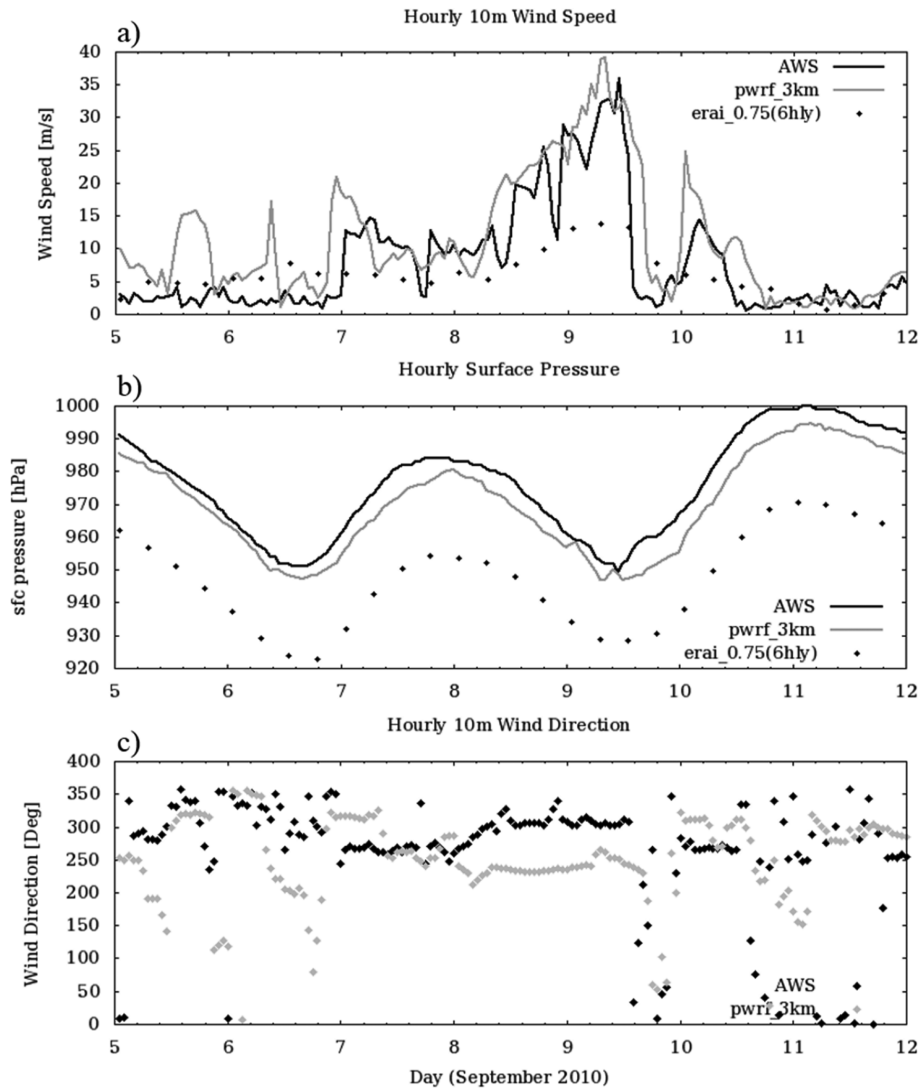 Hourly 10m Wind Speed
a)
40
35
30
25
20
15
10
5
0
Wind Speed [m/s]
AWS
pwrf_3km
erai_0.75(6hly)
5 6 7 8 9 10 11 12
Hourly Surface Pressure
b)
1000
990
980
970
960
950
940
930
920
sfc pressure [hPa]
AWS
pwrf_3km
erai_0.75(6hly)
5 6 7 8 9 10 11 12
Hourly 10m Wind Direction
c)
400
350
300
250
200
150
100
50
0
Wind Direction [Deg]
AWS
pwrf_3km
5 6 7 8 9 10 11 12
Day (September 2010)